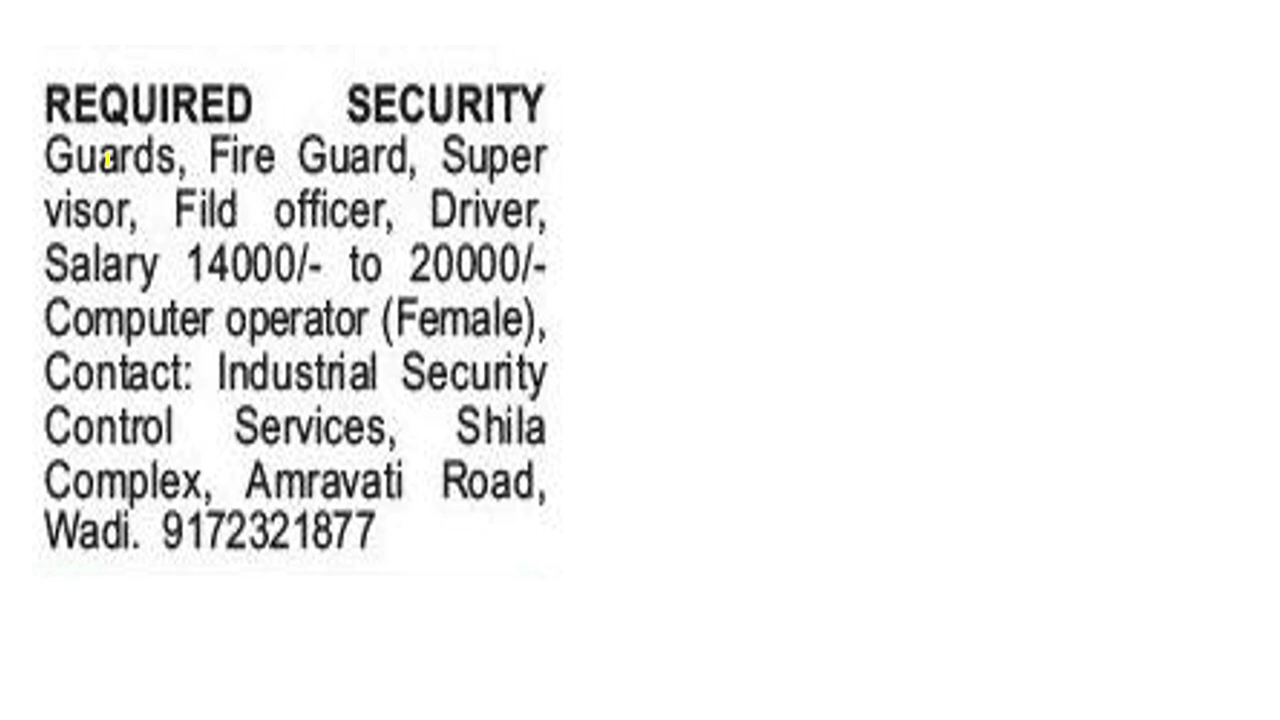 REQUIRED SECURITY
Guards, Fire Guard, Super
visor, Fild officer, Driver,
Salary 14000/- to 20000/-
Computer operator (Female),
Contact: Industrial Security
Control Services, Shila
Complex, Amravati Road,
Wadi. 9172321877